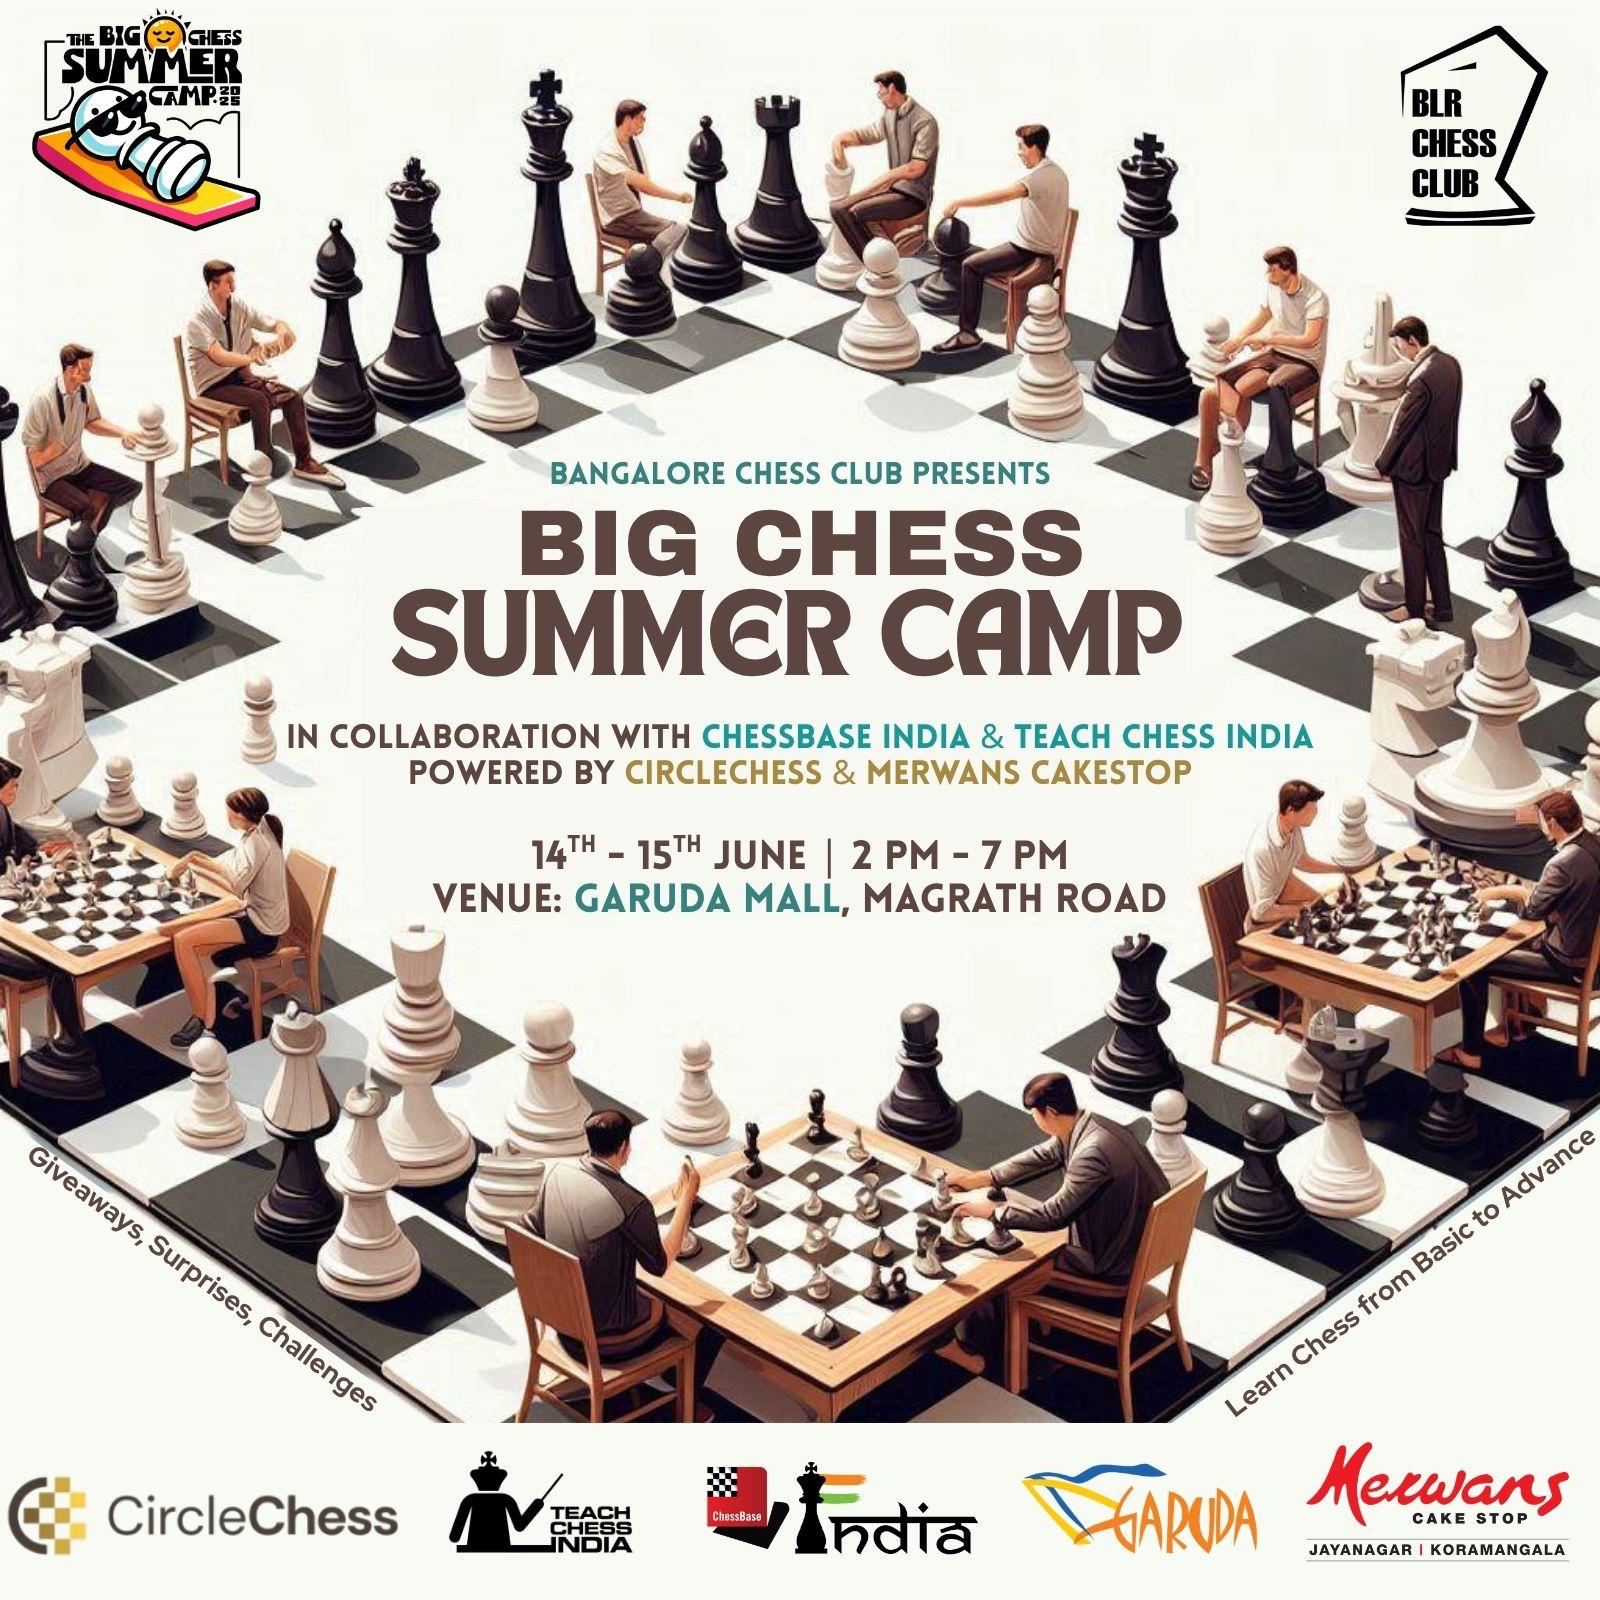 THE BIG CHESS
SUMMER
CAMP. 2025
BLR
CHESS
CLUB
BANGALORE CHESS CLUB PRESENTS
BIG CHESS
SUMMER CAMP
IN COLLABORATION WITH CHESSBASE INDIA & TEACH CHESS INDIA
POWERED BY CIRCLECHESS & MERWANS CAKESTOP
14TH - 15TH JUNE | 2 PM - 7 PM
VENUE: GARUDA MALL, MAGRATH ROAD
Giveaways, Surprises, Challenges
Learn Chess from Basic to Advance
CircleChess
TEACH
CHESS
INDIA
ChessBase
India
GARUDA
Merwans
CAKE STOP
JAYANAGAR | KORAMANGALA